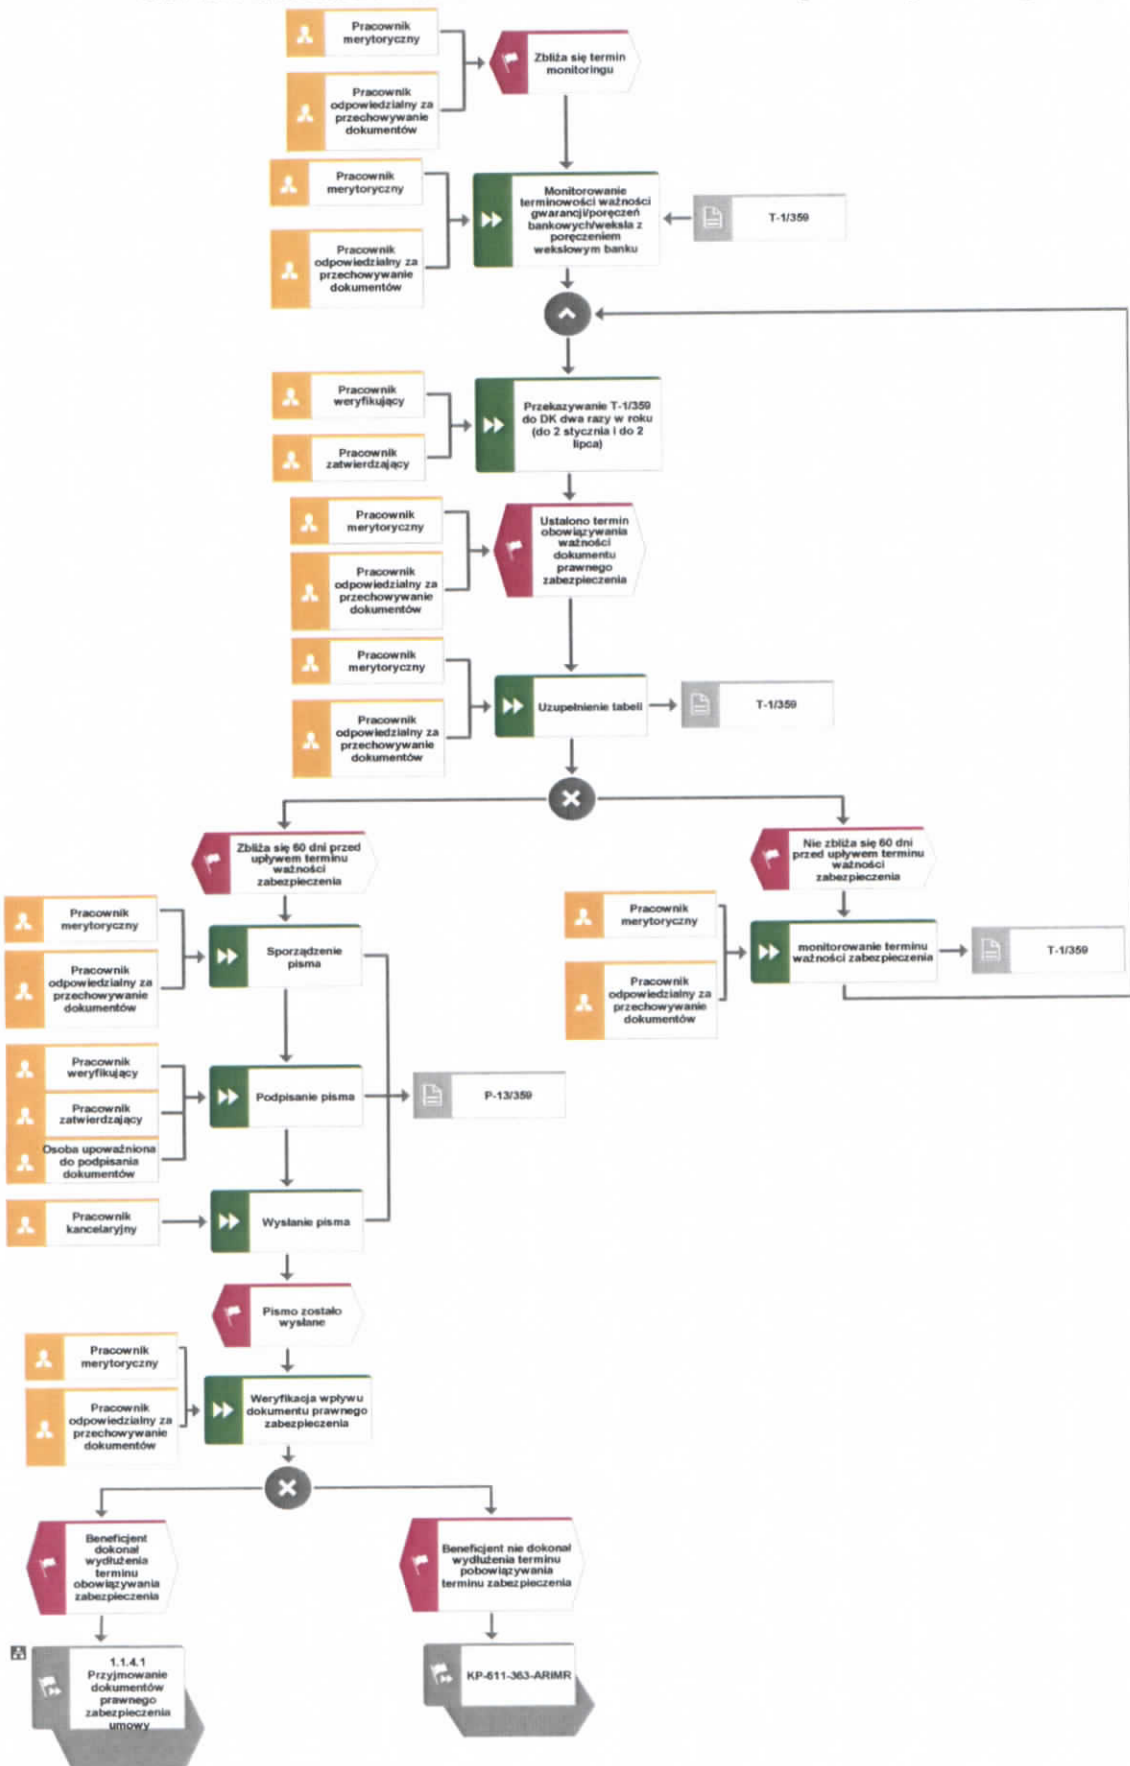 Pracownik
merytoryczny
Zbliża się termin
monitoringu
Pracownik
odpowiedzialny za
przechowywanie
dokumentów
Pracownik
merytoryczny
Monitorowanie
terminowości ważności
gwarancji/poręczeń
bankowych/weksla z
poręczeniem
wekslowym banku
T-1/359
Pracownik
odpowiedzialny za
przechowywanie
dokumentów
Pracownik
weryfikujący
Przekazywanie T-1/359
do DK dwa razy w roku
(do 2 stycznia i do 2
lipca)
Pracownik
zatwierdzający
Pracownik
merytoryczny
Ustalono termin
obowiązywania
ważności
dokumentu
prawnego
zabezpieczenia
Pracownik
odpowiedzialny za
przechowywanie
dokumentów
Pracownik
merytoryczny
Uzupełnienie tabeli
T-1/359
Pracownik
odpowiedzialny za
przechowywanie
dokumentów
Zbliża się 60 dni przed
upływem terminu
ważności
zabezpieczenia
Nie zbliża się 60 dni
przed upływem terminu
ważności
zabezpieczenia
Pracownik
merytoryczny
Sporządzenie
pisma
Pracownik
odpowiedzialny za
przechowywanie
dokumentów
Pracownik
merytoryczny
monitorowanie terminu
ważności zabezpieczenia
T-1/359
Pracownik
odpowiedzialny za
przechowywanie
dokumentów
Pracownik
weryfikujący
Podpisanie pisma
P-13/359
Pracownik
zatwierdzający
Osoba upoważniona
do podpisania
dokumentów
Pracownik
kancelaryjny
Wysłanie pisma
Pismo zostało
wysłane
Pracownik
merytoryczny
Weryfikacja wpływu
dokumentu prawnego
zabezpieczenia
Pracownik
odpowiedzialny za
przechowywanie
dokumentów
Beneficjent
dokonał
wydłużenia
terminu
obowiązywania
zabezpieczenia
Beneficjent nie dokonał
wydłużenia terminu
pobowiązywania
terminu zabezpieczenia
1.1.4.1
Przyjmowanie
dokumentów
prawnego
zabezpieczenia
umowy
KP-611-363-ARiMR